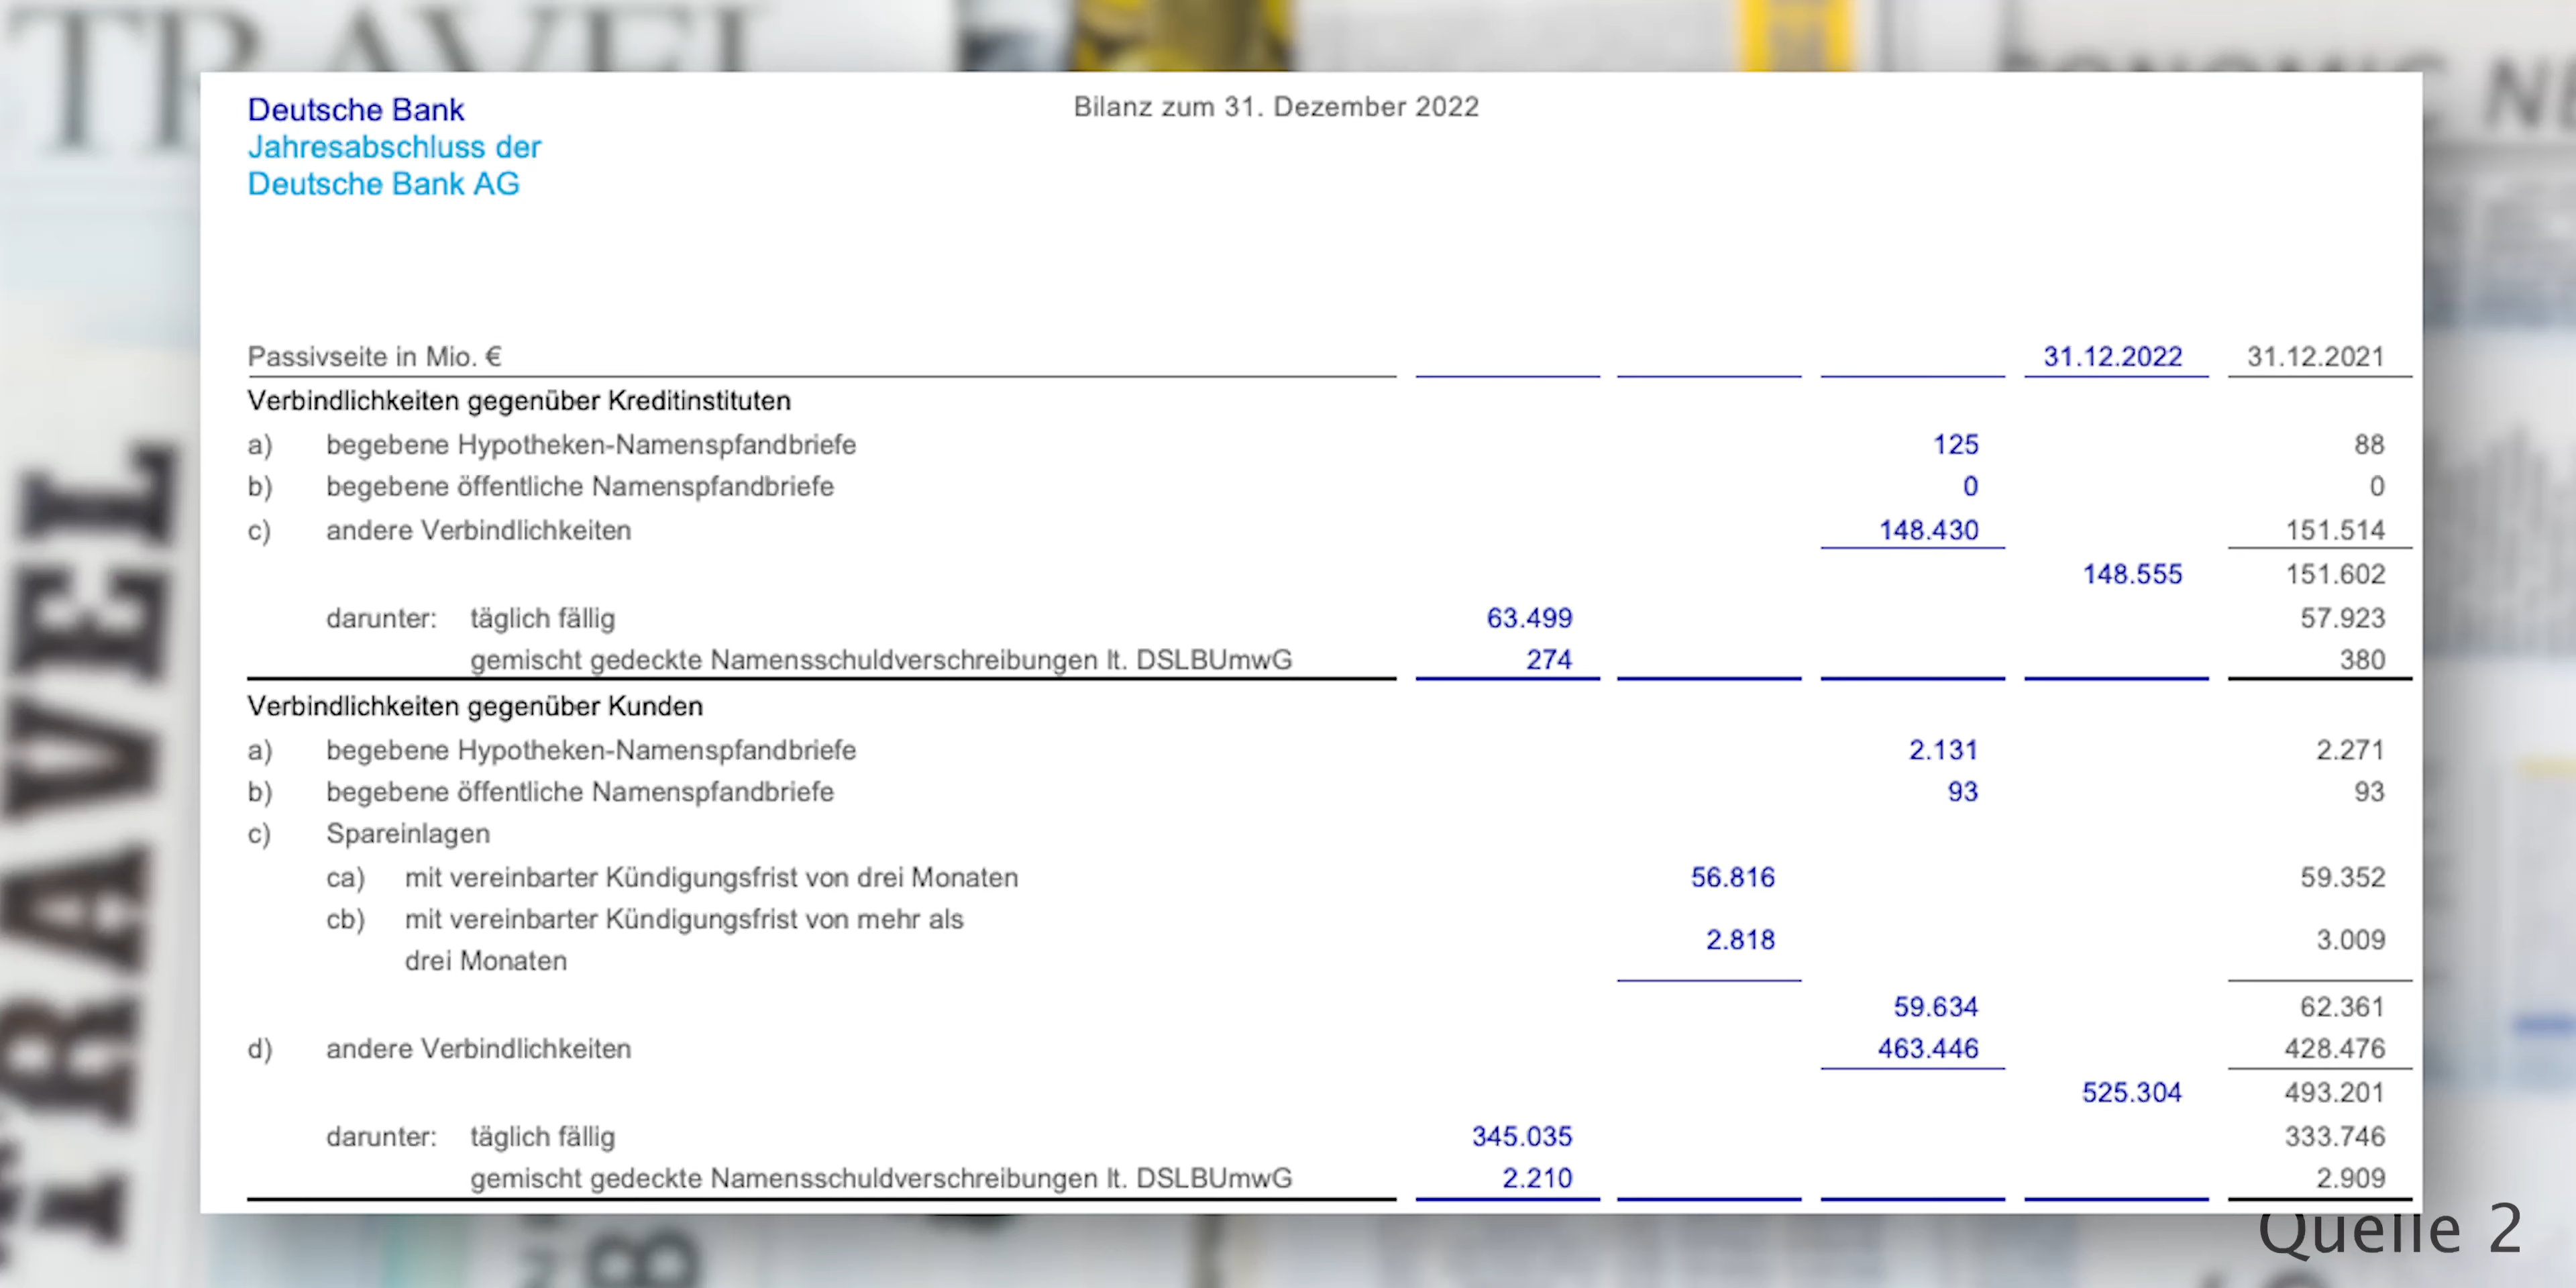 TRAVEL
TRAVEL
ONOMIC NE
Deutsche Bank
Jahresabschluss der
Deutsche Bank AG
Bilanz zum 31. Dezember 2022
Passivseite in Mio. € 31.12.2022 31.12.2021
Verbindlichkeiten gegenüber Kreditinstituten
a) begebene Hypotheken-Namenspfandbriefe 125 88
b) begebene öffentliche Namenspfandbriefe 0 0
c) andere Verbindlichkeiten 148.430 151.514
148.555 151.602
darunter: täglich fällig 63.499 57.923
gemischt gedeckte Namensschuldverschreibungen lt. DSLBUmwG 274 380
Verbindlichkeiten gegenüber Kunden
a) begebene Hypotheken-Namenspfandbriefe 2.131 2.271
b) begebene öffentliche Namenspfandbriefe 93 93
c) Spareinlagen
ca) mit vereinbarter Kündigungsfrist von drei Monaten 56.816 59.352
cb) mit vereinbarter Kündigungsfrist von mehr als
drei Monaten 2.818 3.009
59.634 62.361
d) andere Verbindlichkeiten 463.446 428.476
525.304 493.201
darunter: täglich fällig 345.035 333.746
gemischt gedeckte Namensschuldverschreibungen lt. DSLBUmwG 2.210 2.909
Quelle 2